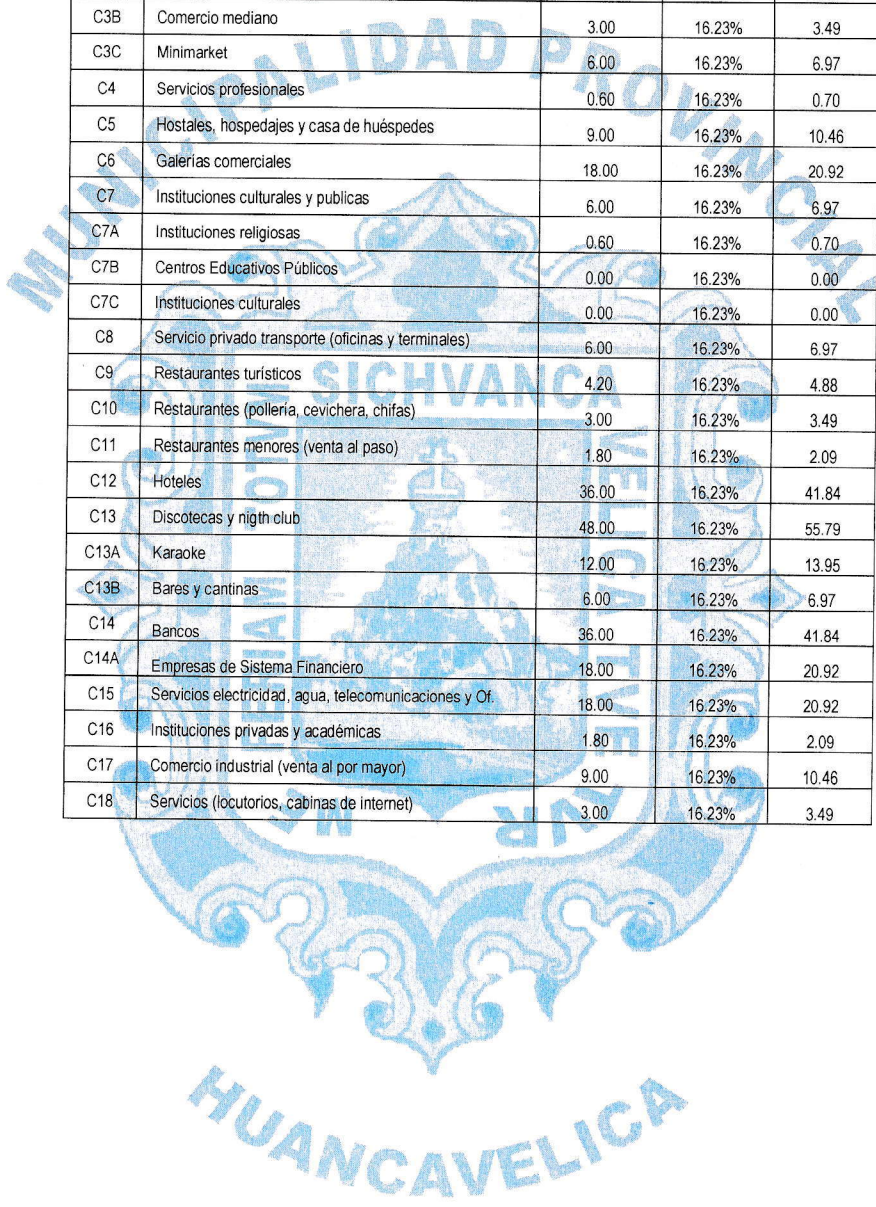 C3B Comercio mediano 3.00 16.23% 3.49
C3C Minimarket 6.00 16.23% 6.97
C4 Servicios profesionales 0.60 16.23% 0.70
C5 Hostales, hospedajes y casa de huéspedes 9.00 16.23% 10.46
C6 Galerías comerciales 18.00 16.23% 20.92
C7 Instituciones culturales y publicas 6.00 16.23% 6.97
C7A Instituciones religiosas 0.60 16.23% 0.70
C7B Centros Educativos Públicos 0.00 16.23% 0.00
C7C Instituciones culturales 0.00 16.23% 0.00
C8 Servicio privado transporte (oficinas y terminales) 6.00 16.23% 6.97
C9 Restaurantes turísticos 4.20 16.23% 4.88
C10 Restaurantes (pollería, cevichera, chifas) 3.00 16.23% 3.49
C11 Restaurantes menores (venta al paso) 1.80 16.23% 2.09
C12 Hoteles 36.00 16.23% 41.84
C13 Discotecas y nigth club 48.00 16.23% 55.79
C13A Karaoke 12.00 16.23% 13.95
C13B Bares y cantinas 6.00 16.23% 6.97
C14 Bancos 36.00 16.23% 41.84
C14A Empresas de Sistema Financiero 18.00 16.23% 20.92
C15 Servicios electricidad, agua, telecomunicaciones y Of. 18.00 16.23% 20.92
C16 Instituciones privadas y académicas 1.80 16.23% 2.09
C17 Comercio industrial (venta al por mayor) 9.00 16.23% 10.46
C18 Servicios (locutorios, cabinas de internet) 3.00 16.23% 3.49
MUNICIPALIDAD PROVINCIAL
SICHVANCA
VELICA TVE
TVR
TOTVM
HUANCAVELICA